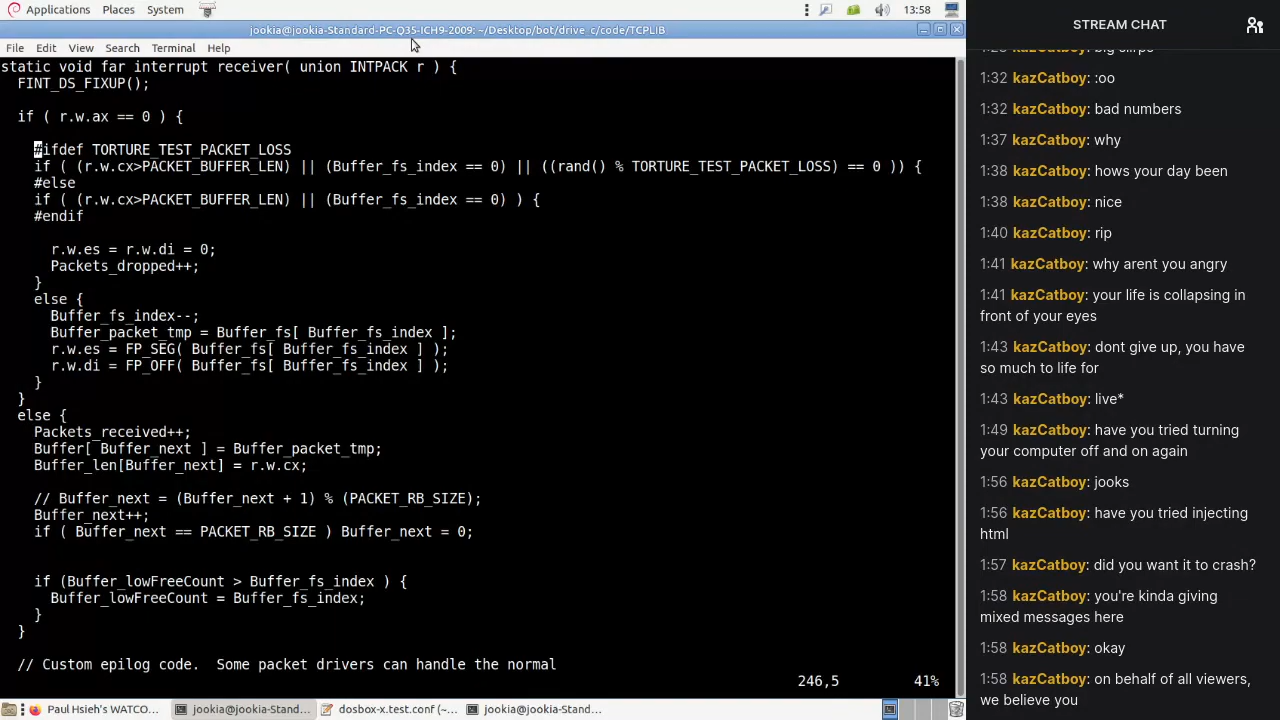 Applications Places System
13:58
jookia@jookia-Standard-PC-Q35-ICH9-2009: ~/Desktop/bot/drive_c/code/TCPLIB
File Edit View Search Terminal Help
static void far interrupt receiver( union INTPACK r ) {
  FINT_DS_FIXUP();
  if ( r.w.ax == 0 ) {
    #ifdef TORTURE_TEST_PACKET_LOSS
    if ( (r.w.cx>PACKET_BUFFER_LEN) || (Buffer_fs_index == 0) || ((rand() % TORTURE_TEST_PACKET_LOSS) == 0 )) {
    #else
    if ( (r.w.cx>PACKET_BUFFER_LEN) || (Buffer_fs_index == 0) ) {
    #endif
      r.w.es = r.w.di = 0;
      Packets_dropped++;
    }
    else {
      Buffer_fs_index--;
      Buffer_packet_tmp = Buffer_fs[ Buffer_fs_index ];
      r.w.es = FP_SEG( Buffer_fs[ Buffer_fs_index ] );
      r.w.di = FP_OFF( Buffer_fs[ Buffer_fs_index ] );
    }
  }
  else {
    Packets_received++;
    Buffer[ Buffer_next ] = Buffer_packet_tmp;
    Buffer_len[Buffer_next] = r.w.cx;
    // Buffer_next = (Buffer_next + 1) % (PACKET_RB_SIZE);
    Buffer_next++;
    if ( Buffer_next == PACKET_RB_SIZE ) Buffer_next = 0;
    if (Buffer_lowFreeCount > Buffer_fs_index ) {
      Buffer_lowFreeCount = Buffer_fs_index;
    }
  }
  // Custom epilog code.  Some packet drivers can handle the normal
246,5 41%
Paul Hsieh's WATCO...
jookia@jookia-Stand...
dosbox-x.test.conf (~...
jookia@jookia-Stand...
STREAM CHAT
1:32 kazCatboy: :oo
1:32 kazCatboy: bad numbers
1:37 kazCatboy: why
1:38 kazCatboy: hows your day been
1:38 kazCatboy: nice
1:40 kazCatboy: rip
1:41 kazCatboy: why arent you angry
1:41 kazCatboy: your life is collapsing in
front of your eyes
1:43 kazCatboy: dont give up, you have
so much to life for
1:43 kazCatboy: live*
1:49 kazCatboy: have you tried turning
your computer off and on again
1:56 kazCatboy: jooks
1:56 kazCatboy: have you tried injecting
html
1:57 kazCatboy: did you want it to crash?
1:58 kazCatboy: you're kinda giving
mixed messages here
1:58 kazCatboy: okay
1:58 kazCatboy: on behalf of all viewers,
we believe you